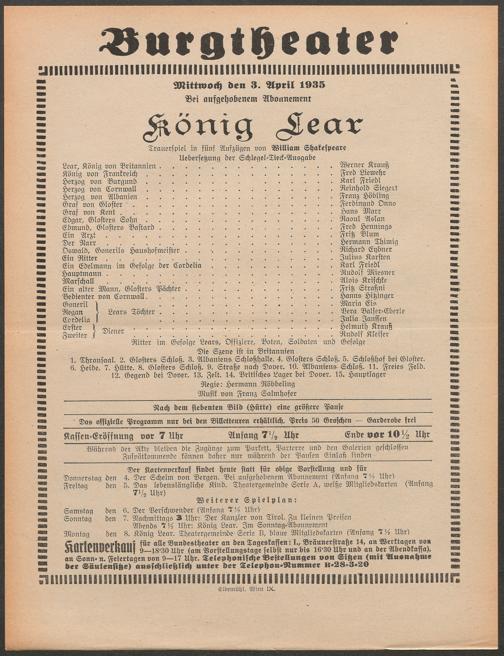 Burgtheater
Mittwoch den 3. April 1935
Bei aufgehobenem Abonnement
König Lear
Trauerspiel in fünf Aufzügen von William Shakespeare
Uebersetzung der Schlegel-Tieck-Ausgabe
Lear, König von Britannien Werner Krauß
König von Frankreich Fred Liewehr
Herzog von Burgund Karl Friedl
Herzog von Cornwall Reinhold Siegert
Herzog von Albanien Franz Höbling
Graf von Gloster Ferdinand Onno
Graf von Kent Hans Marr
Edgar, Glosters Sohn Raoul Aslan
Edmund, Glosters Bastard Fred Hennings
Ein Arzt Fritz Blum
Der Narr Hermann Thimig
Oswald, Gonerils Haushofmeister Richard Eybner
Ein Ritter Julius Karsten
Ein Edelmann im Gefolge der Cordelia Karl Friedl
Hauptmann Rudolf Wiesner
Marschall Alois Krischke
Ein alter Mann, Glosters Pächter Fritz Straßni
Bedienter von Cornwall Hanns Hitzinger
Goneril Maria Eis
Regan Lears Töchter Vera Balser-Eberle
Cordelia Julia Janssen
Erster Diener Helmuth Krauß
Zweiter Rudolf Kleiser
Ritter im Gefolge Lears, Offiziere, Boten, Soldaten und Gefolge
Die Szene ist in Britannien
1. Thronsaal. 2. Glosters Schloß. 3. Albaniens Schloßhalle. 4. Glosters Schloß. 5. Schloßhof bei Gloster.
6. Heide. 7. Hütte. 8. Glosters Schloß. 9. Straße nach Dover. 10. Albaniens Schloß. 11. Freies Feld.
12. Gegend bei Dover. 13. Zelt. 14. Britisches Lager bei Dover. 15. Hauptlager
Regie: Hermann Röbbeling
Musik von Franz Salmhofer
Nach dem siebenten Bild (Hütte) eine größere Pause
Das offizielle Programm nur bei den Billetteuren erhältlich. Preis 50 Groschen — Garderobe frei
Kassen-Eröffnung vor 7 Uhr Anfang 7½ Uhr Ende vor 10½ Uhr
Während der Akte bleiben die Zugänge zum Parkett, Parterre und den Galerien geschlossen
Zuspätkommende können daher nur während der Pausen Einlaß finden
Der Kartenverkauf findet heute statt für obige Vorstellung und für
Donnerstag den 4. Der Schelm von Bergen. Bei aufgehobenem Abonnement (Anfang 7½ Uhr)
Freitag den 5. Das lebenslängliche Kind. Theatergemeinde Serie A, weiße Mitgliedskarten (Anfang
7½ Uhr)
Weiterer Spielplan:
Samstag den 6. Der Verschwender (Anfang 7½ Uhr)
Sonntag den 7. Nachmittags 3 Uhr: Der Kanzler von Tirol. Zu kleinen Preisen
Abends 7½ Uhr: König Lear. Im Sonntag-Abonnement
Montag den 8. König Lear. Theatergemeinde Serie B, blaue Mitgliedskarten (Anfang 7½ Uhr)
Kartenverkauf für alle Bundestheater an den Tageskassen: I., Bräunerstraße 14, an Werktagen von
9—18·30 Uhr (am Vorstellungstage selbst nur bis 16·30 Uhr und an der Abendkassa),
an Sonn- u. Feiertagen von 9—17 Uhr. Telephonische Bestellungen von Sitzen (mit Ausnahme
der Säulensitze) ausschließlich unter der Telephon-Nummer R-28-3-20
Elbemühl, Wien IX.